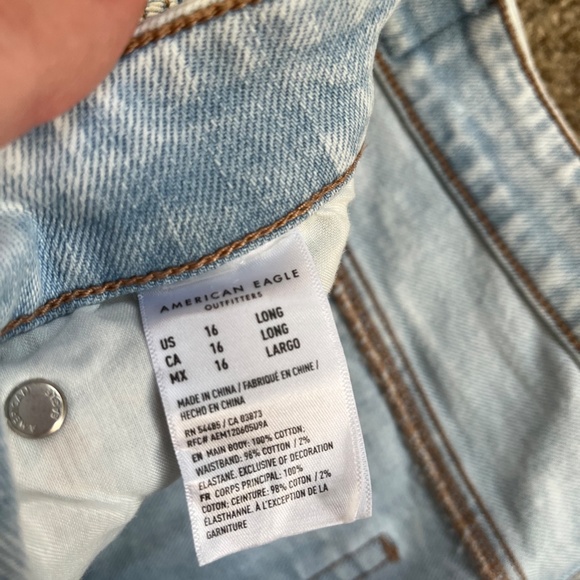 AMERICAN EAGLE
OUTFITTERS
US 16 LONG
CA 16 LONG
MX 16 LARGO
MADE IN CHINA / FABRIQUÉ EN CHINE /
HECHO EN CHINA
RN 54485 / CA 03873
RFC# AEM120605U9A
EN MAIN BODY: 100% COTTON;
WAISTBAND: 98% COTTON / 2%
ELASTANE. EXCLUSIVE OF DECORATION
FR CORPS PRINCIPAL: 100%
COTON; CEINTURE: 98% COTON / 2%
ÉLASTHANNE. À L'EXCEPTION DE LA
GARNITURE